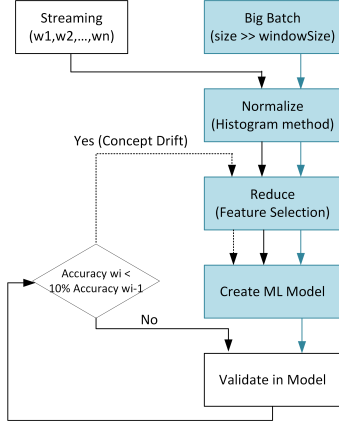 Streaming
(w1,w2,...,wn)
Big Batch
(size >> windowSize)
Normalize
(Histogram method)
Yes (Concept Drift)
Reduce
(Feature Selection)
Accuracy wi <
10% Accuracy wi-1
Create ML Model
No
Validate in Model